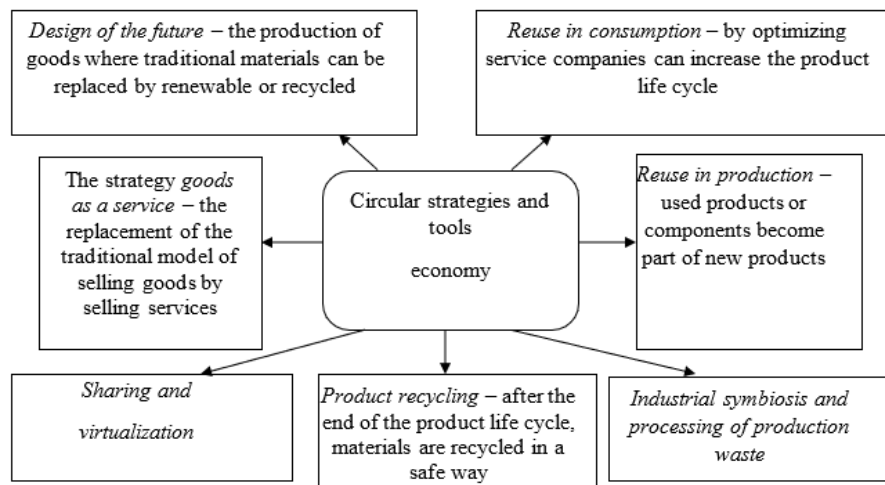 Design of the future – the production of
goods where traditional materials can be
replaced by renewable or recycled
Reuse in consumption – by optimizing
service companies can increase the product
life cycle
The strategy goods
as a service – the
replacement of the
traditional model of
selling goods by
selling services
Circular strategies and
tools
economy
Reuse in production –
used products or
components become
part of new products
Sharing and
virtualization
Product recycling – after the
end of the product life cycle,
materials are recycled in a
safe way
Industrial symbiosis and
processing of production
waste